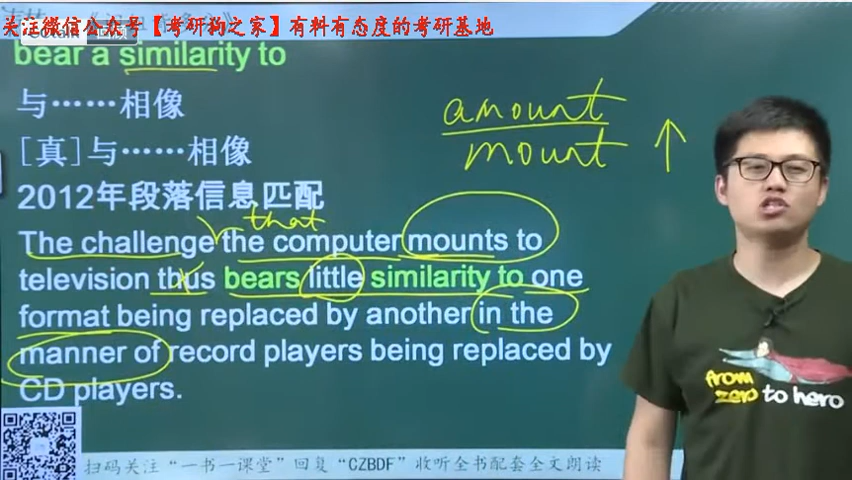 关注微信公众号【考研狗之家】有料有态度的考研基地
bear a similarity to
与……相像
[真]与……相像
2012年段落信息匹配
amount
mount ↑
that
The challenge the computer mounts to
television thus bears little similarity to one
format being replaced by another in the
manner of record players being replaced by
CD players.
扫码关注“一书一课堂”回复“CZBDF”收听全书配套全文朗读
from
zero to hero